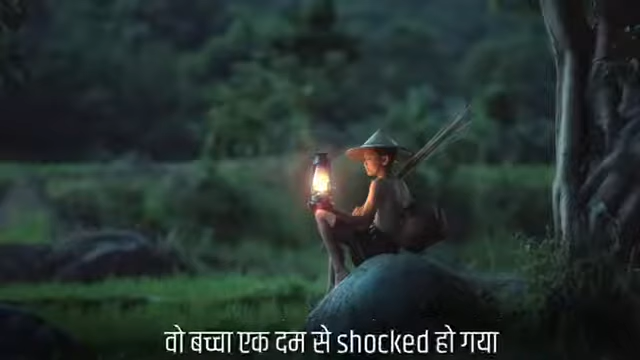 वो बच्चा एक दम से shocked हो गया